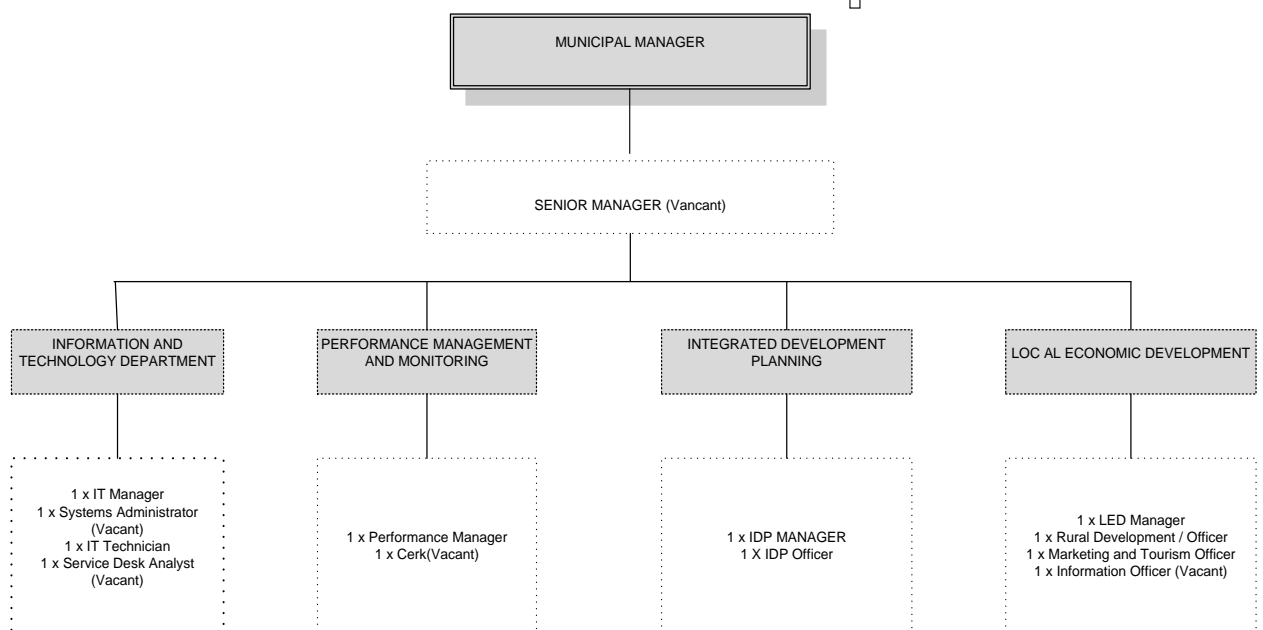 MUNICIPAL MANAGER
SENIOR MANAGER (Vancant)
INFORMATION AND
TECHNOLOGY DEPARTMENT
PERFORMANCE MANAGEMENT
AND MONITORING
INTEGRATED DEVELOPMENT
PLANNING
LOC AL ECONOMIC DEVELOPMENT
1 x IT Manager
1 x Systems Administrator
(Vacant)
1 x IT Technician
1 x Service Desk Analyst
(Vacant)
1 x Performance Manager
1 x Cerk(Vacant)
1 x IDP MANAGER
1 X IDP Officer
1 x LED Manager
1 x Rural Development / Officer
1 x Marketing and Tourism Officer
1 x Information Officer (Vacant)